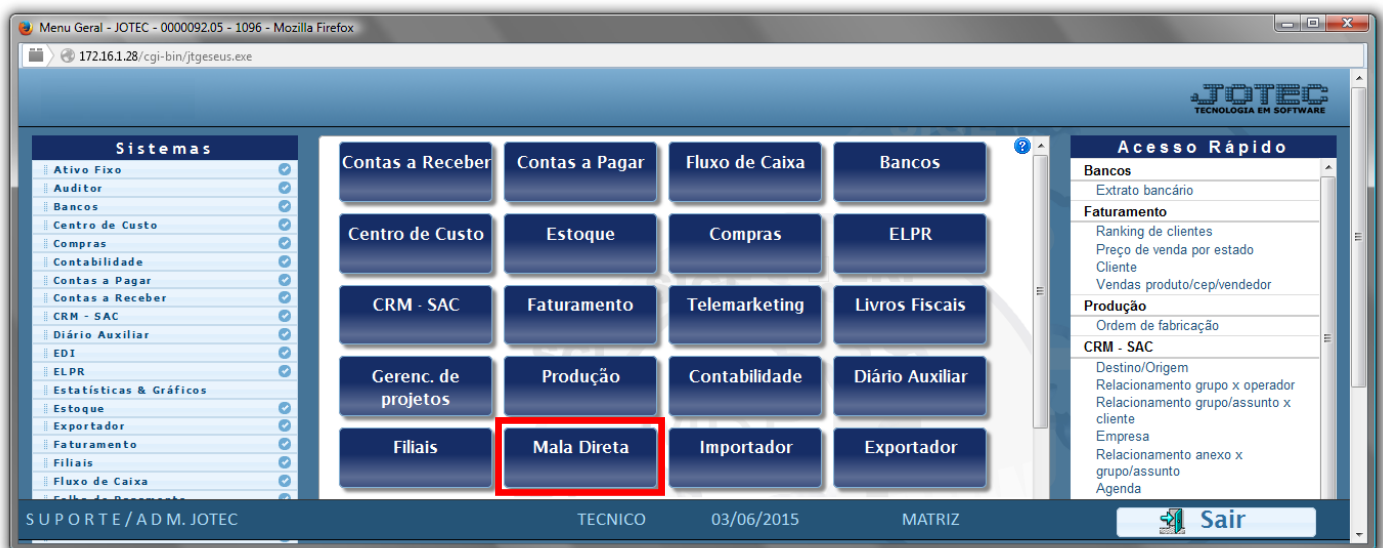 Menu Geral - JOTEC - 0000092.05 - 1096 - Mozilla Firefox
172.16.1.28/cgi-bin/jtgeseus.exe
JOTEC
TECNOLOGIA EM SOFTWARE
Sistemas
Ativo Fixo
Auditor
Bancos
Centro de Custo
Compras
Contabilidade
Contas a Pagar
Contas a Receber
CRM - SAC
Diário Auxiliar
EDI
ELPR
Estatísticas & Gráficos
Estoque
Exportador
Faturamento
Filiais
Fluxo de Caixa
Folha de Pagamento
Contas a Receber
Contas a Pagar
Fluxo de Caixa
Bancos
Centro de Custo
Estoque
Compras
ELPR
CRM - SAC
Faturamento
Telemarketing
Livros Fiscais
Gerenc. de
projetos
Produção
Contabilidade
Diário Auxiliar
Filiais
Mala Direta
Importador
Exportador
Acesso Rápido
Bancos
Extrato bancário
Faturamento
Ranking de clientes
Preço de venda por estado
Cliente
Vendas produto/cep/vendedor
Produção
Ordem de fabricação
CRM - SAC
Destino/Origem
Relacionamento grupo x operador
Relacionamento grupo/assunto x
cliente
Empresa
Relacionamento anexo x
grupo/assunto
Agenda
SUPORTE/ADM. JOTEC
TECNICO
03/06/2015
MATRIZ
Sair